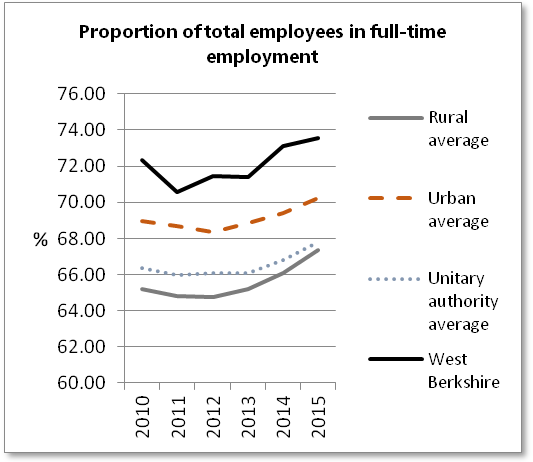 Proportion of total employees in full-time
employment
76.00
74.00
72.00
70.00
68.00
66.00
64.00
62.00
60.00
%
2010
2011
2012
2013
2014
2015
Rural
average
Urban
average
Unitary
authority
average
West
Berkshire